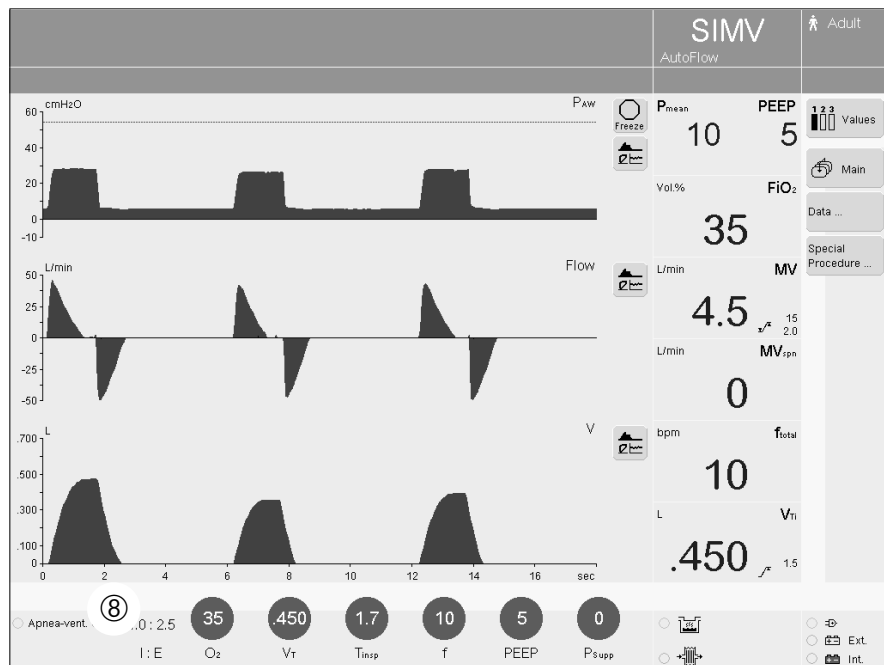 SIMV
AutoFlow
Adult
cmH2O
PAW
60
40
20
0
-10
Freeze
Pmean
PEEP
10
5
1 2 3
Values
Main
Vol.%
FiO2
35
Data ...
Special
Procedure ...
L/min
Flow
50
25
0
-25
-50
L/min
MV
4.5
15
2.0
L/min
MVspn
0
L
V
.700
.500
.300
.100
0
bpm
ftotal
10
L
VTi
.450
1.5
0 2 4 6 8 10 12 14 16 sec
Apnea-vent.
⑧
.0 : 2.5
35
.450
1.7
10
5
0
I : E
O2
VT
Tinsp
f
PEEP
PSupp
Ext.
Int.